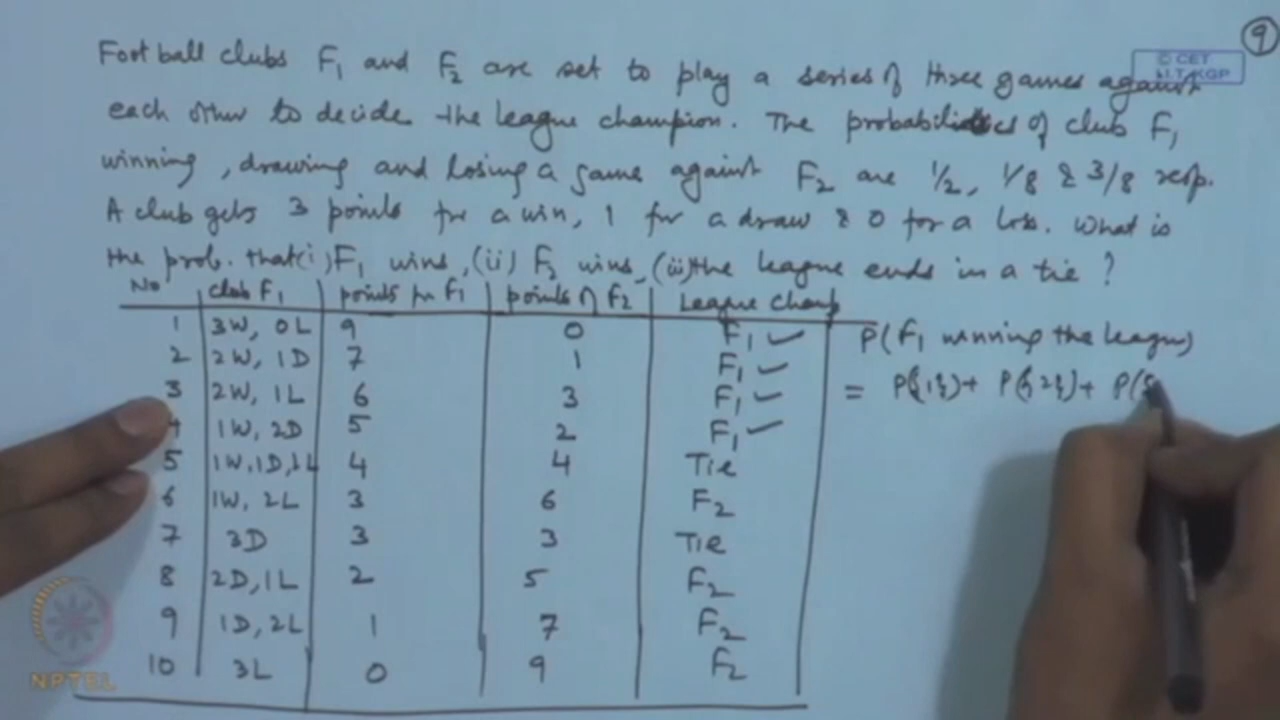 9
© CET
I.I.T. KGP
Football clubs F1 and F2 are set to play a series of three games against
each other to decide the league champion. The probabilities of club F1
winning, drawing and losing a game against F2 are 1/2, 1/8 & 3/8 resp.
A club gets 3 points for a win, 1 for a draw & 0 for a loss. What is
the prob. that (i) F1 wins, (ii) F2 wins, (iii) the league ends in a tie?
No club F1 points for F1 points of F2 League Champ
1 3W, 0L 9 0 F1 ✓
2 2W, 1D 7 1 F1 ✓
3 2W, 1L 6 3 F1 ✓
4 1W, 2D 5 2 F1 ✓
5 1W, 1D, 1L 4 4 Tie
6 1W, 2L 3 6 F2
7 3D 3 3 Tie
8 2D, 1L 2 5 F2
9 1D, 2L 1 7 F2
10 3L 0 9 F2
P(F1 winning the league)
= P({1}) + P({2}) + P({
NPTEL